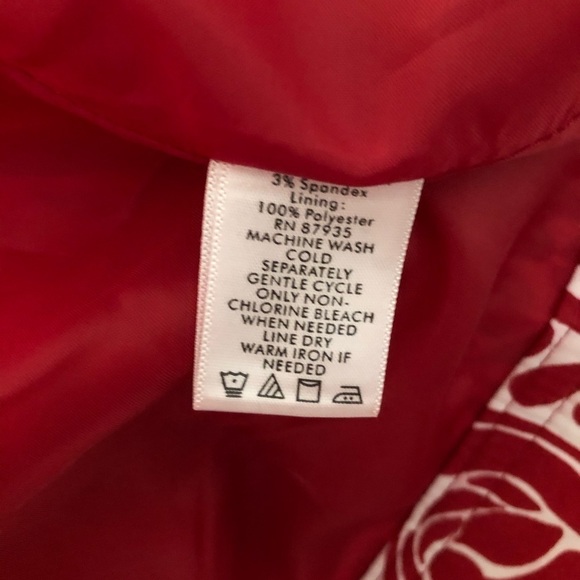 3% Spandex
Lining:
100% Polyester
RN 87935
MACHINE WASH
COLD
SEPARATELY
GENTLE CYCLE
ONLY NON-
CHLORINE BLEACH
WHEN NEEDED
LINE DRY
WARM IRON IF
NEEDED